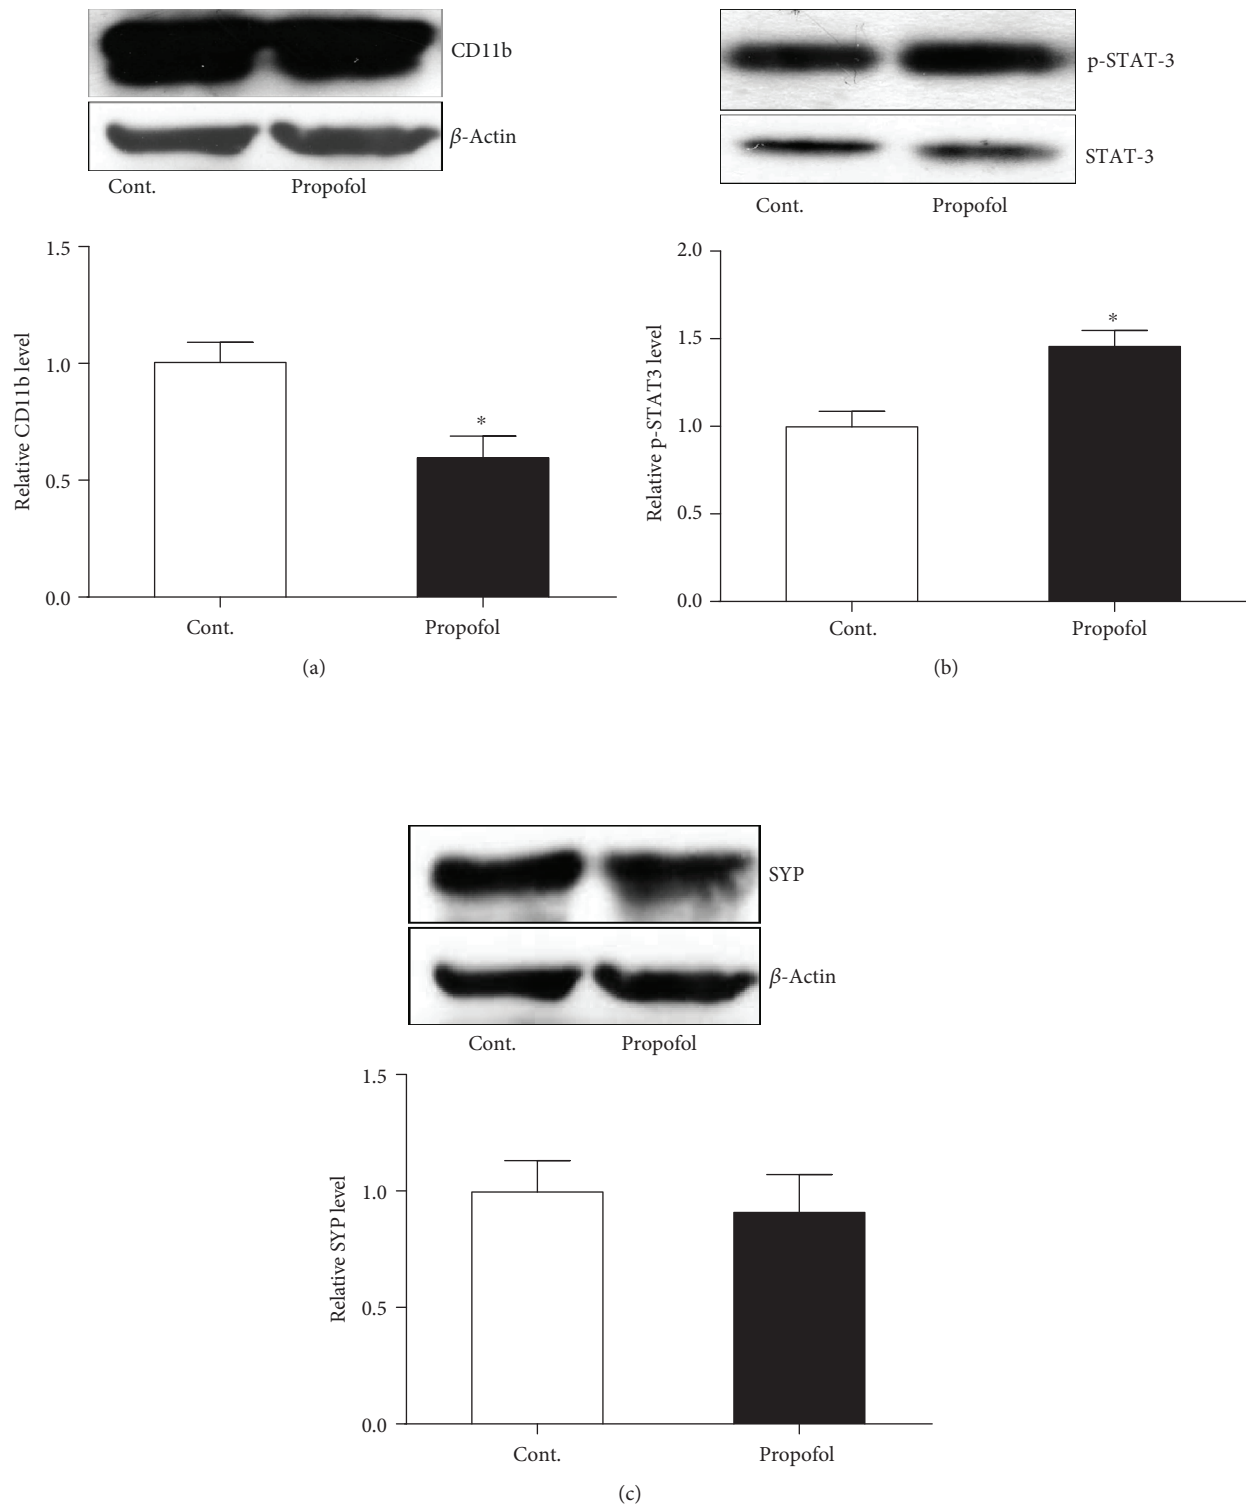 CD11b
β-Actin
Cont. Propofol
1.5
1.0
0.5
0.0
Relative CD11b level
*
Cont. Propofol
(a)
p-STAT-3
STAT-3
Cont. Propofol
2.0
1.5
1.0
0.5
0.0
Relative p-STAT3 level
*
Cont. Propofol
(b)
SYP
β-Actin
Cont. Propofol
1.5
1.0
0.5
0.0
Relative SYP level
Cont. Propofol
(c)